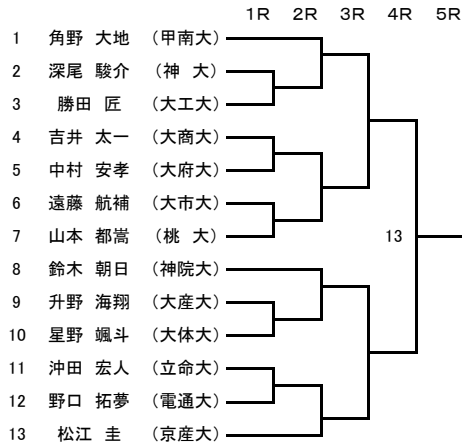 1R 2R 3R 4R 5R
1 角野 大地 （甲南大）
2 深尾 駿介 （神 大）
3 勝田 匠 （大工大）
4 吉井 太一 （大商大）
5 中村 安孝 （大府大）
6 遠藤 航補 （大市大）
7 山本 都嵩 （桃 大） 13
8 鈴木 朝日 （神院大）
9 升野 海翔 （大産大）
10 星野 颯斗 （大体大）
11 沖田 宏人 （立命大）
12 野口 拓夢 （電通大）
13 松江 圭 （京産大）